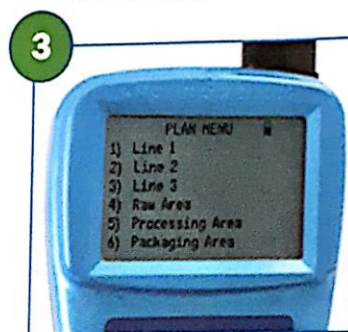 3
PLAN MENU
1) Line 1
2) Line 2
3) Line 3
4) Raw Area
5) Processing Area
6) Packaging Area